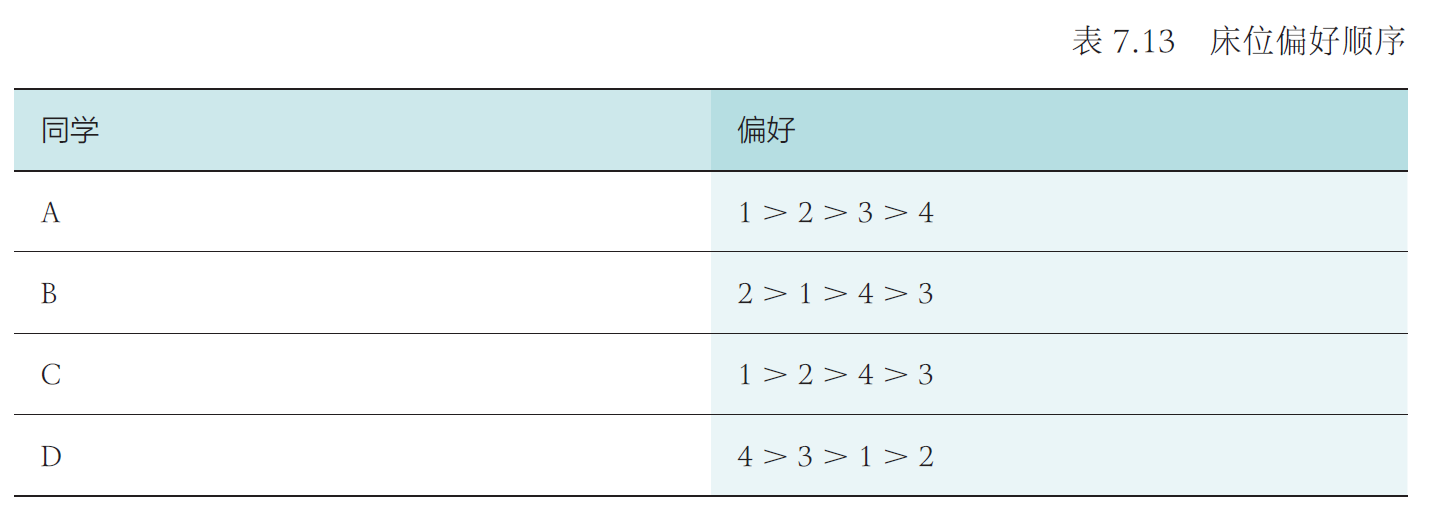 表 7.13 床位偏好顺序
同学 偏好
A 1 > 2 > 3 > 4
B 2 > 1 > 4 > 3
C 1 > 2 > 4 > 3
D 4 > 3 > 1 > 2